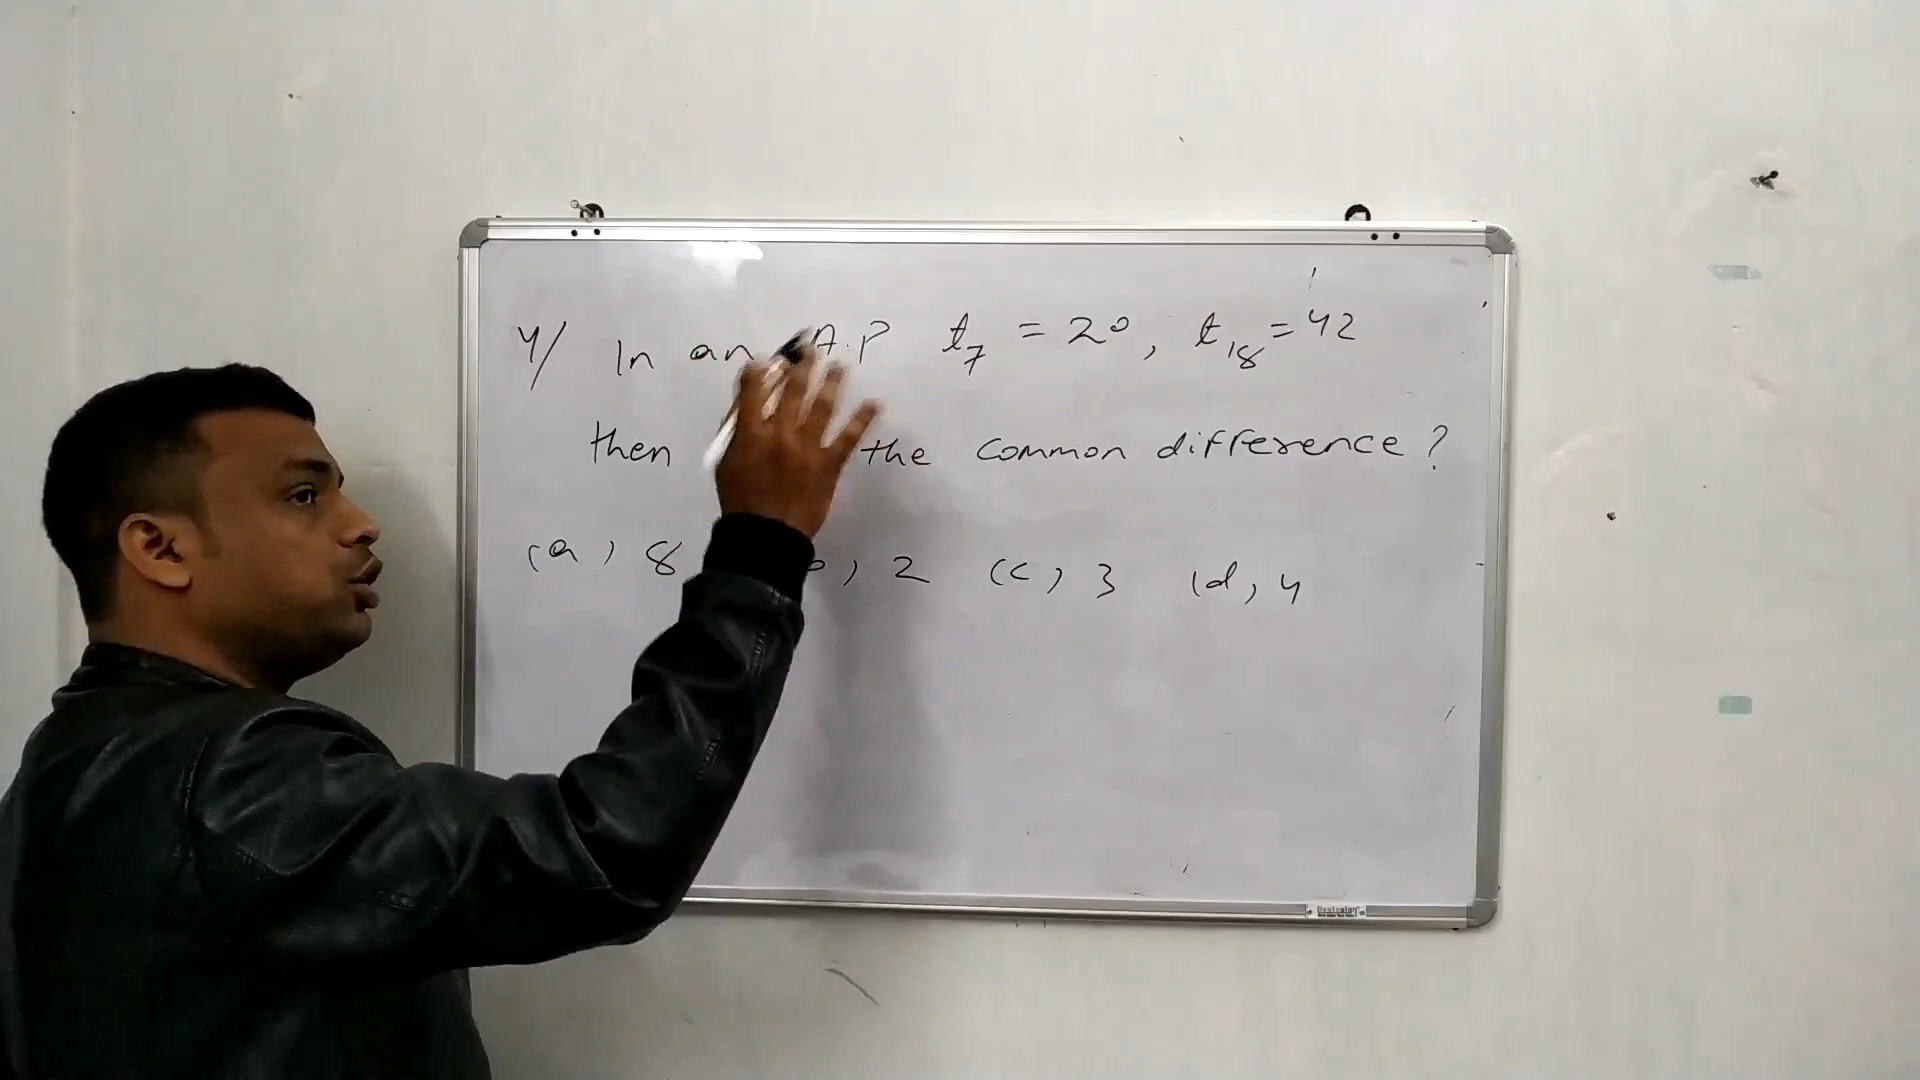 4/ In an A.P t₇ = 20, t₁₈ = 42
then the common difference?
(a) 8 ) 2 (c) 3 (d) 4